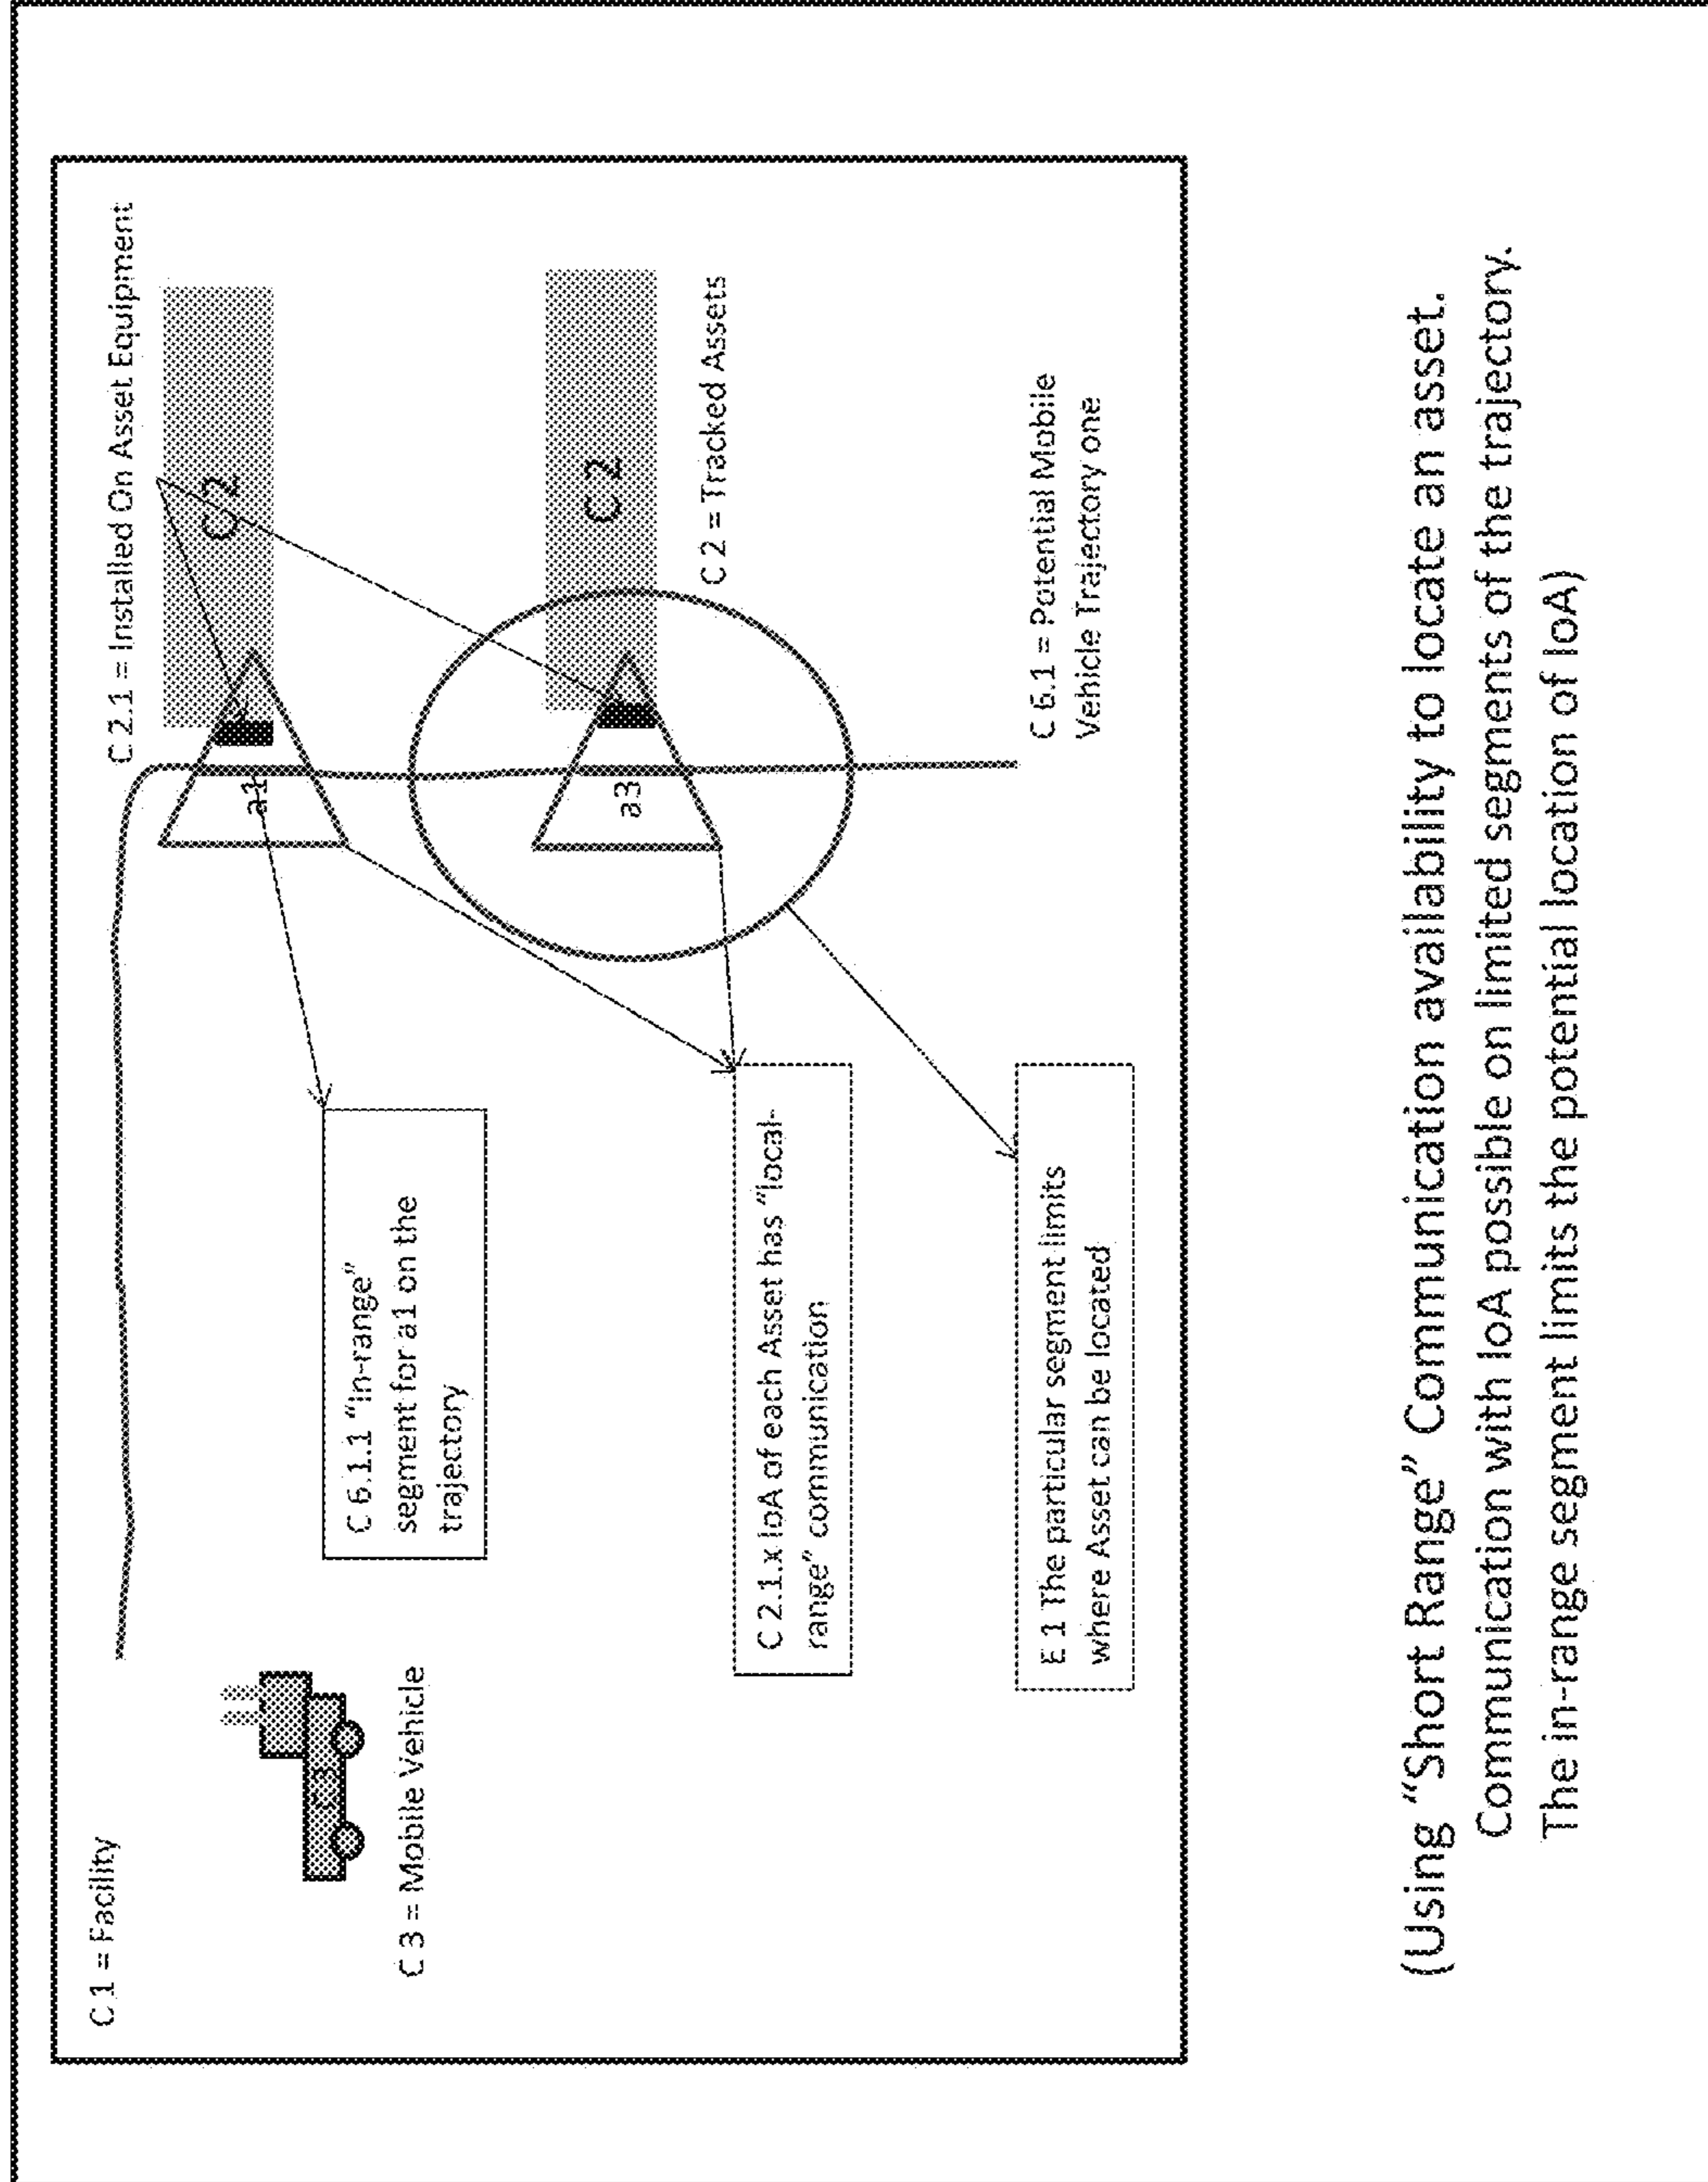 C 1 = Facility
C 2.1 = Installed On Asset Equipment
C 2
a1
C 3 = Mobile Vehicle
C 6.1.1 “In-range”
segment for a1 on the
trajectory
C 2
a3
C 2 = Tracked Assets
C 2.1.x IoA of each Asset has “local-
range” communication
C 6.1 = Potential Mobile
Vehicle Trajectory one
E 1 The particular segment limits
where Asset can be located
(Using “Short Range” Communication availability to locate an asset.
Communication with IoA possible on limited segments of the trajectory.
The in-range segment limits the potential location of IoA)